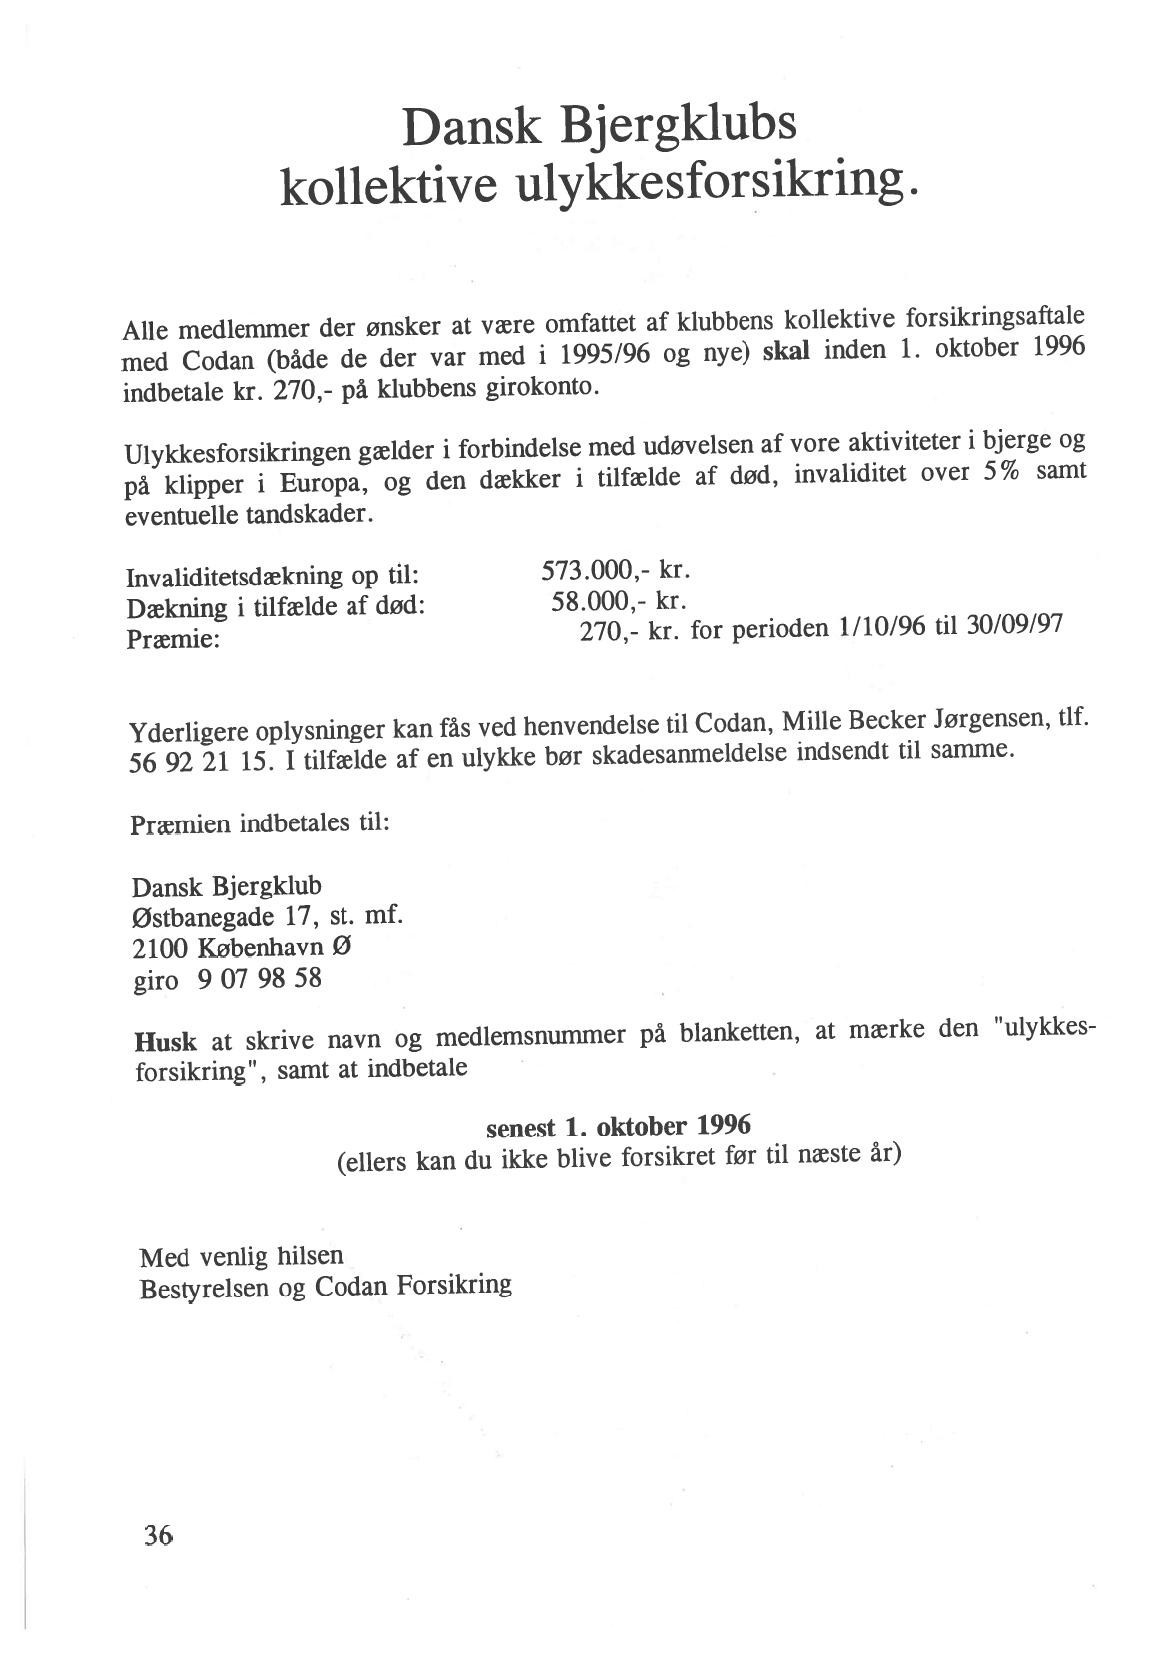 Dansk Bjergklubs
kollektive ulykkesforsikring.
Alle medlemmer der ønsker at være omfattet af klubbens kollektive forsikringsaftale
med Codan (både de der var med i 1995/96 og nye) skal inden 1. oktober 1996
indbetale kr. 270,- på klubbens girokonto.
Ulykkesforsikringen gælder i forbindelse med udøvelsen af vore aktiviteter i bjerge og
på klipper i Europa, og den dækker i tilfælde af død, invaliditet over 5% samt
eventuelle tandskader.
Invaliditetsdækning op til: 573.000,- kr.
Dækning i tilfælde af død: 58.000,- kr.
Præmie: 270,- kr. for perioden 1/10/96 til 30/09/97
Yderligere oplysninger kan fås ved henvendelse til Codan, Mille Becker Jørgensen, tlf.
56 92 21 15. I tilfælde af en ulykke bør skadesanmeldelse indsendt til samme.
Præmien indbetales til:
Dansk Bjergklub
Østbanegade 17, st. mf.
2100 København Ø
giro 9 07 98 58
Husk at skrive navn og medlemsnummer på blanketten, at mærke den "ulykkes-
forsikring", samt at indbetale
senest 1. oktober 1996
(ellers kan du ikke blive forsikret før til næste år)
Med venlig hilsen
Bestyrelsen og Codan Forsikring
36